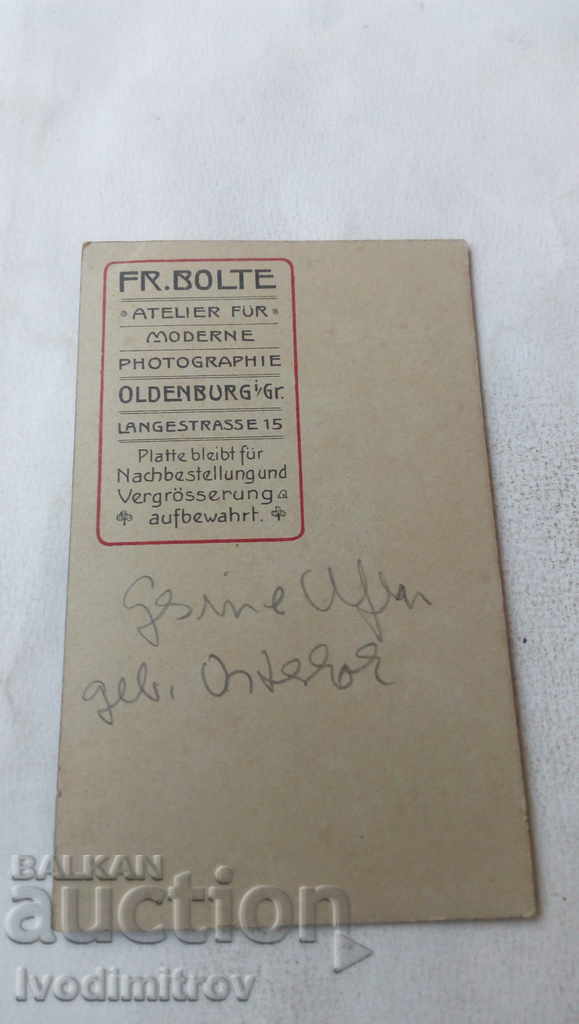 FR. BOLTE
ATELIER FÜR
MODERNE
PHOTOGRAPHIE
OLDENBURG i/Gr.
LANGESTRASSE 15
Platte bleibt für
Nachbestellung und
Vergrösserung
aufbewahrt.
Gesine
geb.
BALKAN
auction
Ivodimitrov